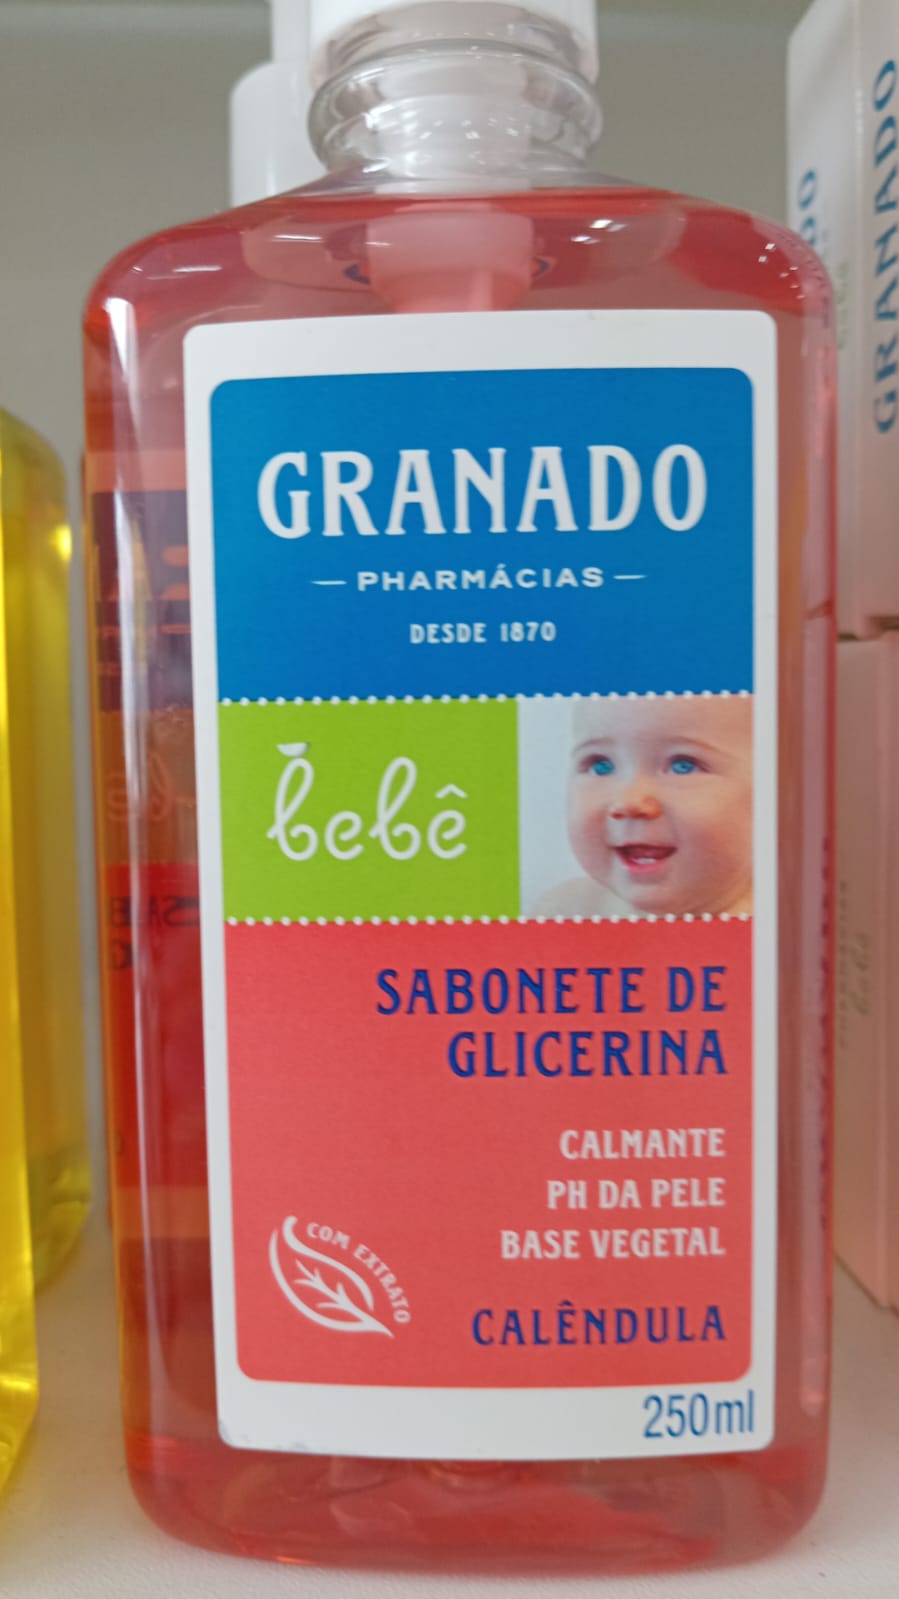 GRANADO
PHARMÁCIAS
DESDE 1870
bebê
SABONETE DE
GLICERINA
CALMANTE
PH DA PELE
BASE VEGETAL
COM EXTRATO
CALÊNDULA
250ml
GRANADO